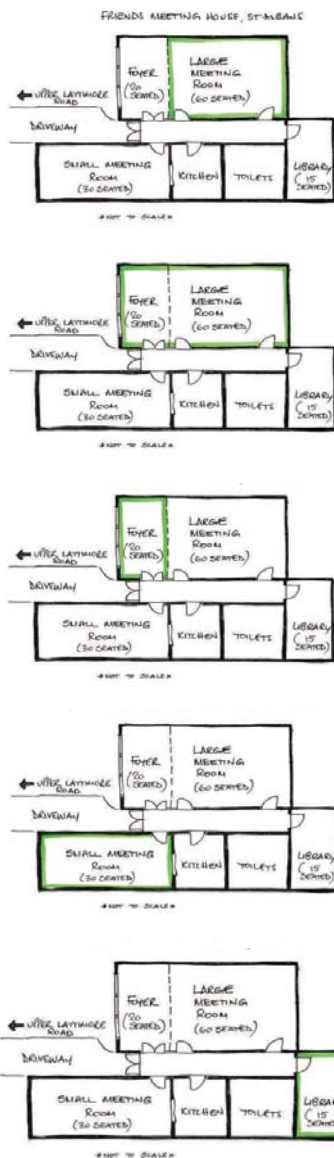 FRIENDS MEETING HOUSE, ST ALBANS
FOYER
(20
SEATED)
LARGE
MEETING
ROOM
(60 SEATED)
← UPPER LATTIMORE
ROAD
DRIVEWAY
SMALL MEETING
ROOM
(30 SEATED)
KITCHEN
TOILETS
LIBRARY
(15
SEATED)
*NOT TO SCALE*
FOYER
(20
SEATED)
LARGE
MEETING
ROOM
(60 SEATED)
← UPPER LATTIMORE
ROAD
DRIVEWAY
SMALL MEETING
ROOM
(30 SEATED)
KITCHEN
TOILETS
LIBRARY
(15
SEATED)
*NOT TO SCALE*
FOYER
(20
SEATED)
LARGE
MEETING
ROOM
(60 SEATED)
← UPPER LATTIMORE
ROAD
DRIVEWAY
SMALL MEETING
ROOM
(30 SEATED)
KITCHEN
TOILETS
LIBRARY
(15
SEATED)
*NOT TO SCALE*
FOYER
(20
SEATED)
LARGE
MEETING
ROOM
(60 SEATED)
← UPPER LATTIMORE
ROAD
DRIVEWAY
SMALL MEETING
ROOM
(30 SEATED)
KITCHEN
TOILETS
LIBRARY
(15
SEATED)
*NOT TO SCALE*
FOYER
(20
SEATED)
LARGE
MEETING
ROOM
(60 SEATED)
← UPPER LATTIMORE
ROAD
DRIVEWAY
SMALL MEETING
ROOM
(30 SEATED)
KITCHEN
TOILETS
LIBRAR
(15
SEATE
*NOT TO SCALE*